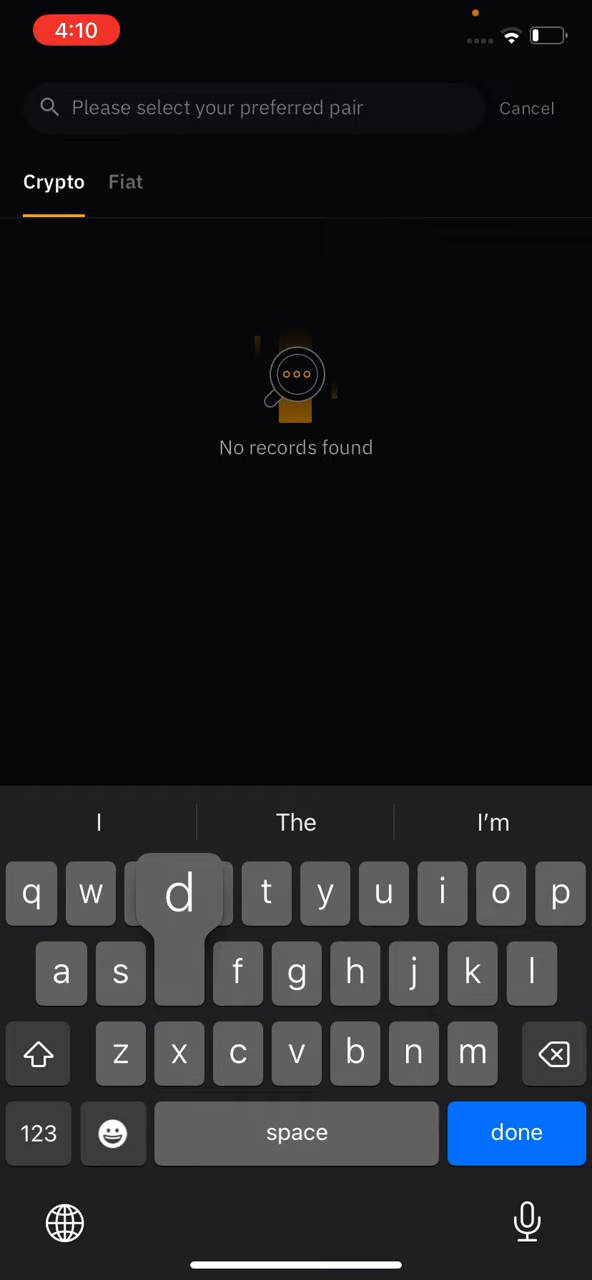 4:10
Please select your preferred pair
Cancel
Crypto Fiat
No records found
I The I'm
q w d t y u i o p
a s f g h j k l
z x c v b n m
123 space done